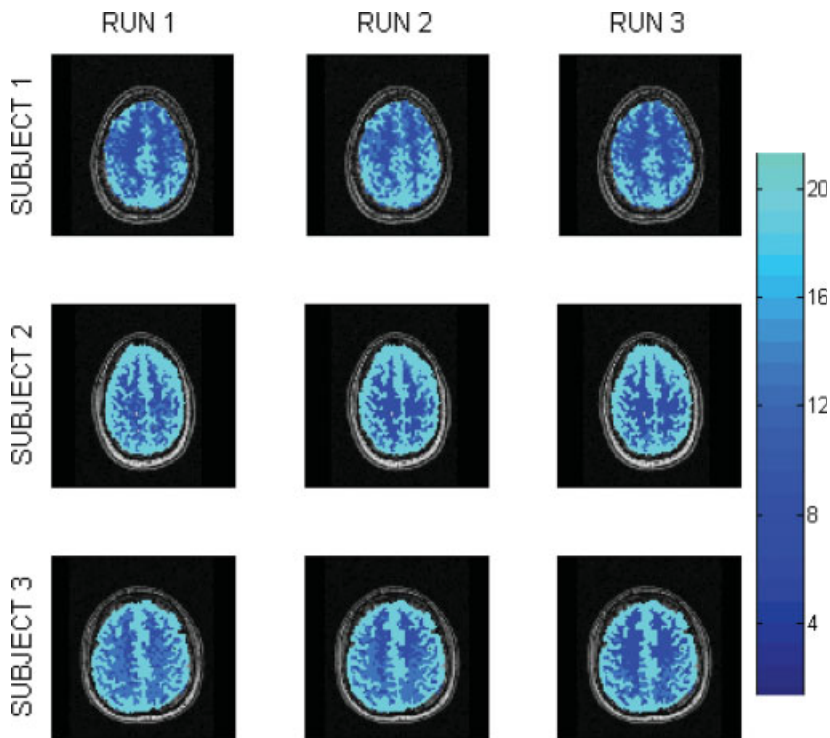 RUN 1
RUN 2
RUN 3
SUBJECT 1
SUBJECT 2
SUBJECT 3
20
16
12
8
4